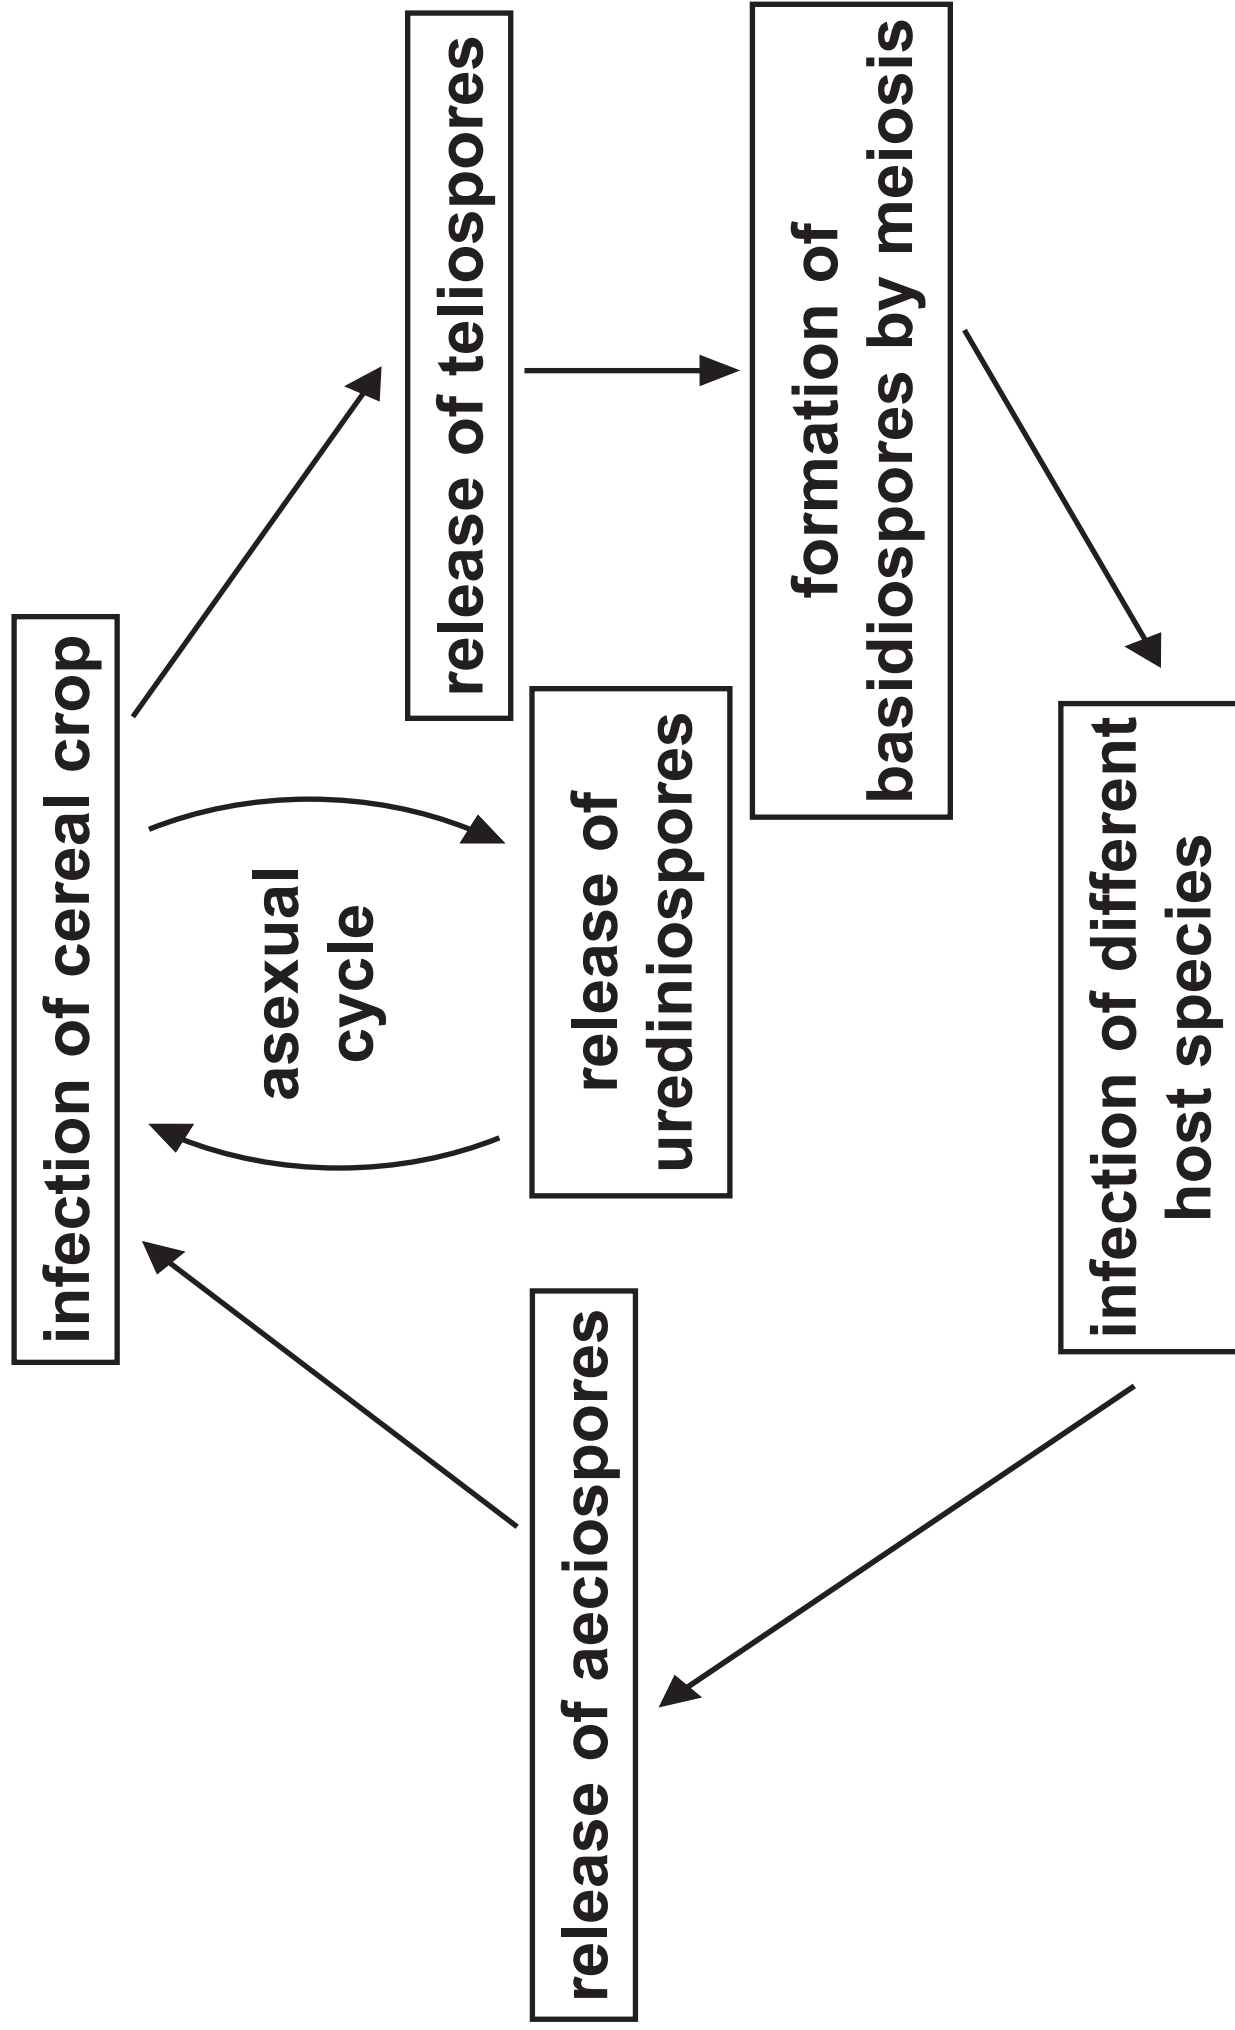 infection of cereal crop
asexual
cycle
release of teliospores
release of
urediniospores
release of aeciospores
formation of
basidiospores by meiosis
infection of different
host species